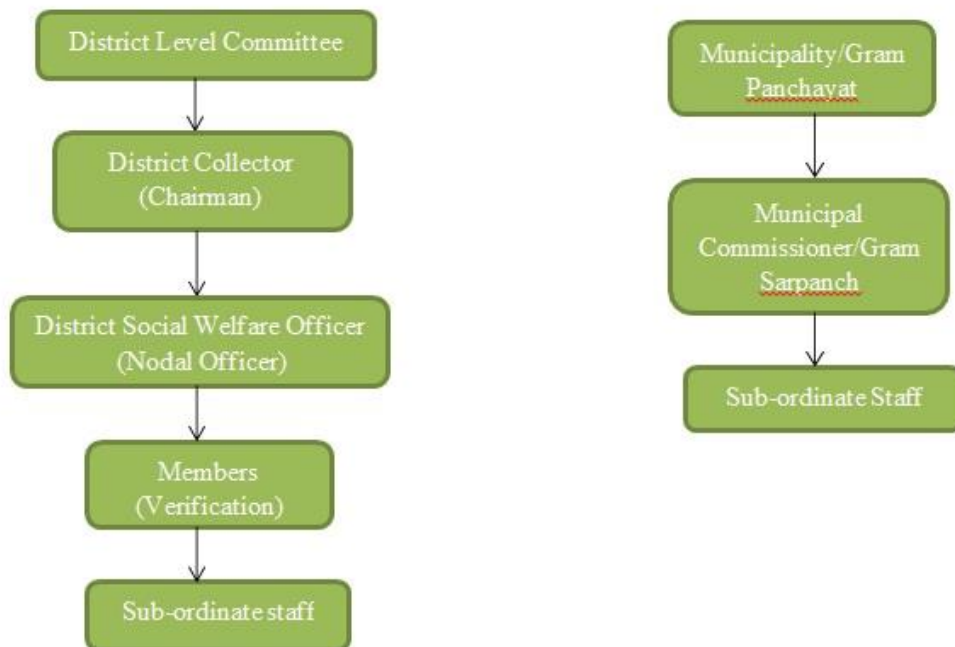 District Level Committee
District Collector
(Chairman)
District Social Welfare Officer
(Nodal Officer)
Members
(Verification)
Sub-ordinate staff
Municipality/Gram
Panchayat
Municipal
Commissioner/Gram
Sarpanch
Sub-ordinate Staff